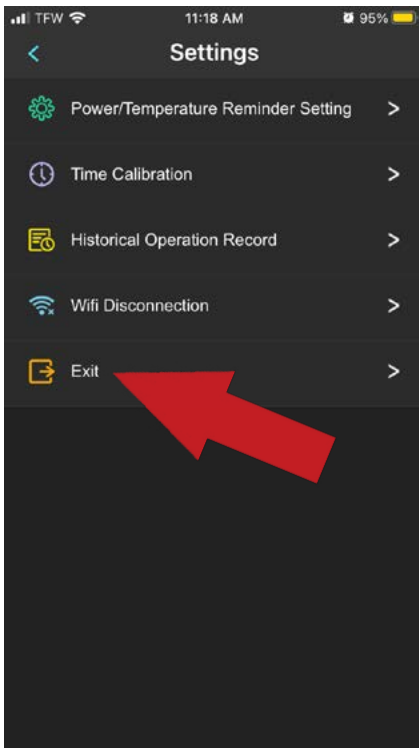 TFW 11:18 AM 95%
Settings
Power/Temperature Reminder Setting
Time Calibration
Historical Operation Record
Wifi Disconnection
Exit